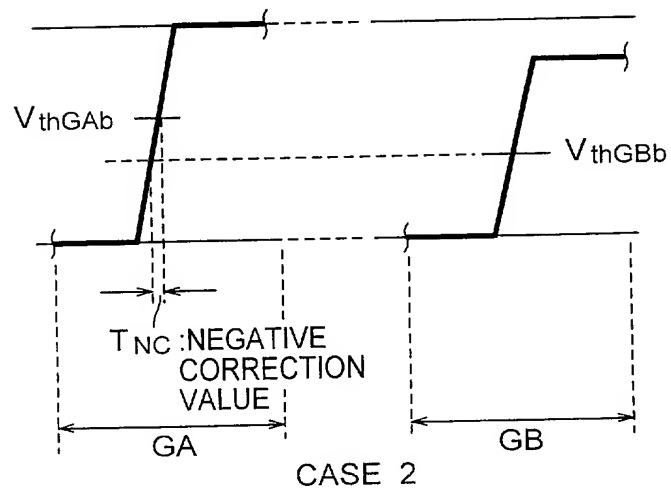 VthGAb
VthGBb
TNC :NEGATIVE
CORRECTION
VALUE
GA
GB
CASE 2